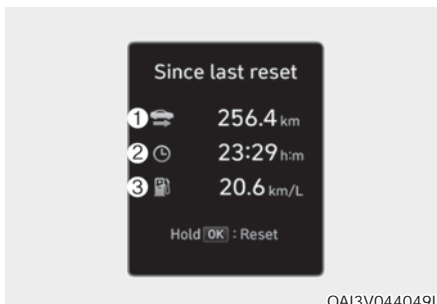 Since last reset
1 256.4 km
2 23:29 h:m
3 20.6 km/L
Hold OK : Reset
OAI3V044049L